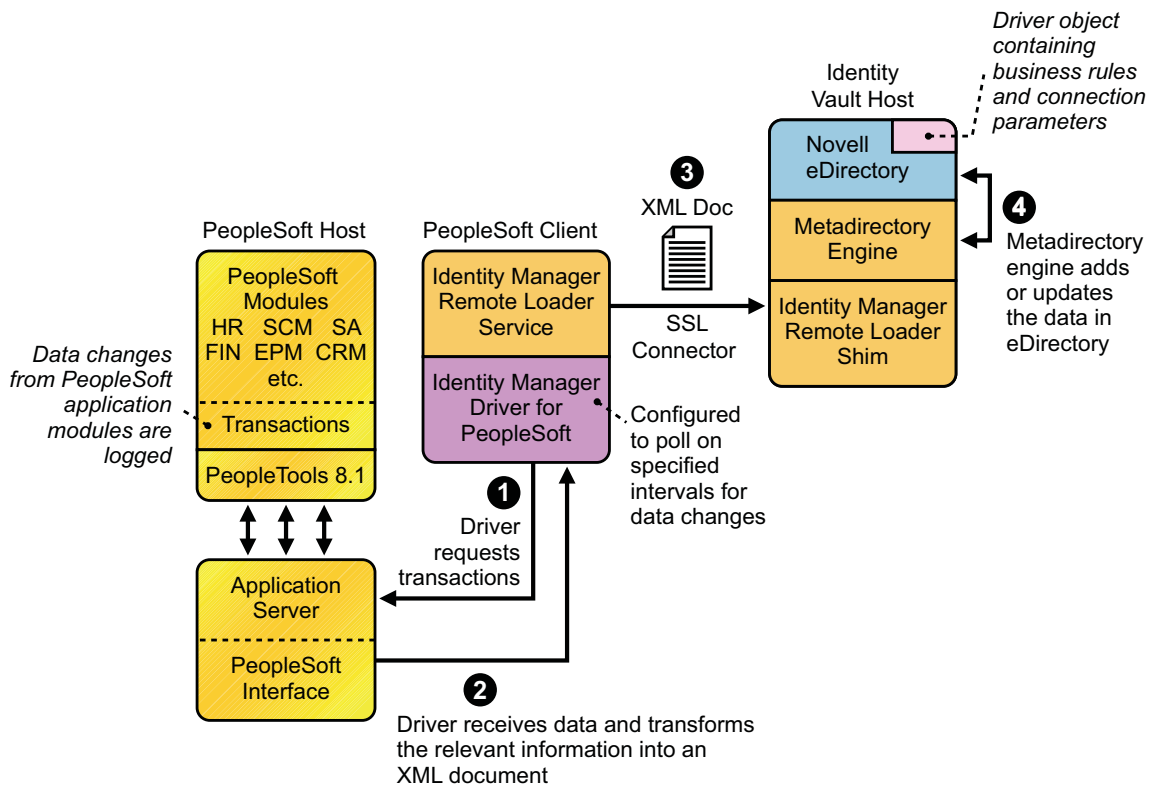 Driver object
containing
business rules
and connection
parameters
Identity
Vault Host
Novell
eDirectory
Metadirectory
Engine
Identity Manager
Remote Loader
Shim
4
Metadirectory
engine adds
or updates
the data in
eDirectory
3
XML Doc
SSL
Connector
PeopleSoft Host
PeopleSoft
Modules
HR SCM SA
FIN EPM CRM
etc.
Transactions
PeopleTools 8.1
Data changes
from PeopleSoft
application
modules are
logged
PeopleSoft Client
Identity Manager
Remote Loader
Service
Identity Manager
Driver for
PeopleSoft
Configured
to poll on
specified
intervals for
data changes
1
Driver
requests
transactions
Application
Server
PeopleSoft
Interface
2
Driver receives data and transforms
the relevant information into an
XML document